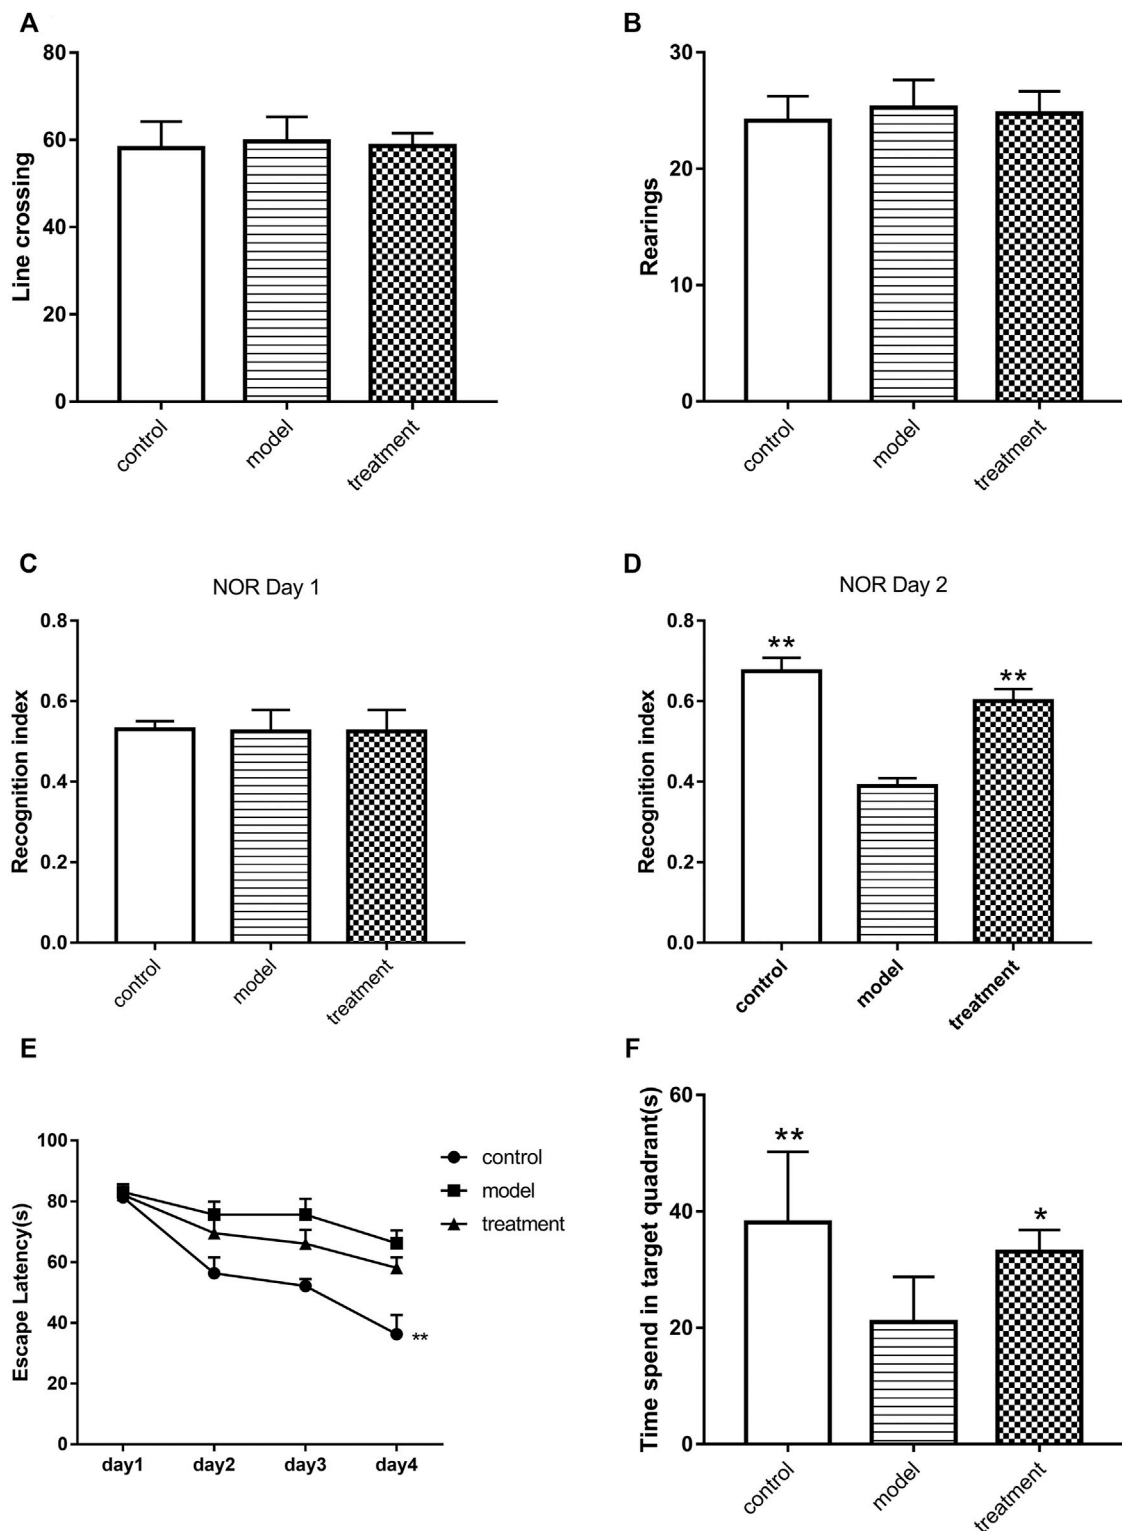 A
Line crossing
80
60
40
20
0
control
model
treatment
B
Rearings
30
20
10
0
control
model
treatment
C
NOR Day 1
Recognition index
0.8
0.6
0.4
0.2
0.0
control
model
treatment
D
NOR Day 2
Recognition index
0.8
0.6
0.4
0.2
0.0
**
**
control
model
treatment
E
Escape Latency(s)
100
80
60
40
20
0
**
day1 day2 day3 day4
control
model
treatment
F
Time spend in target quadrant(s)
60
40
20
0
**
*
control
model
treatment